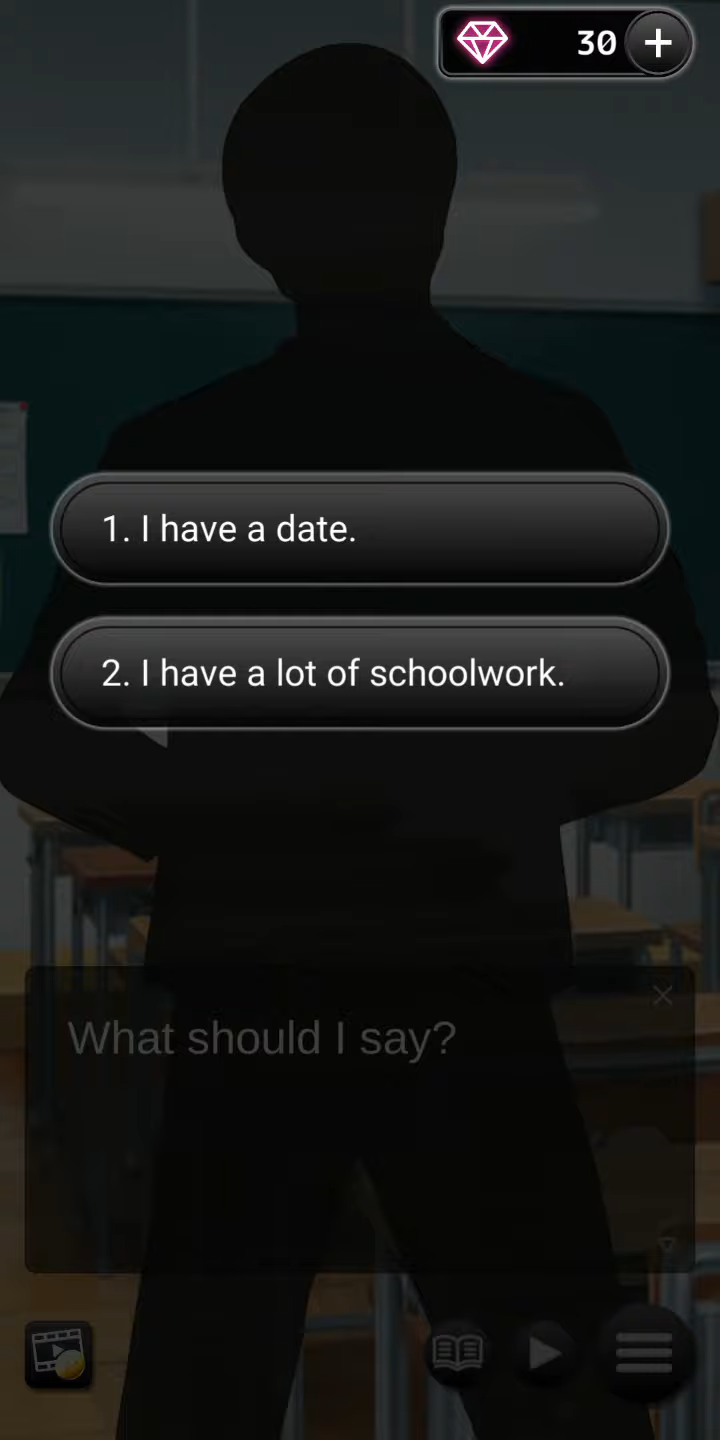 30
1. I have a date.
2. I have a lot of schoolwork.
What should I say?